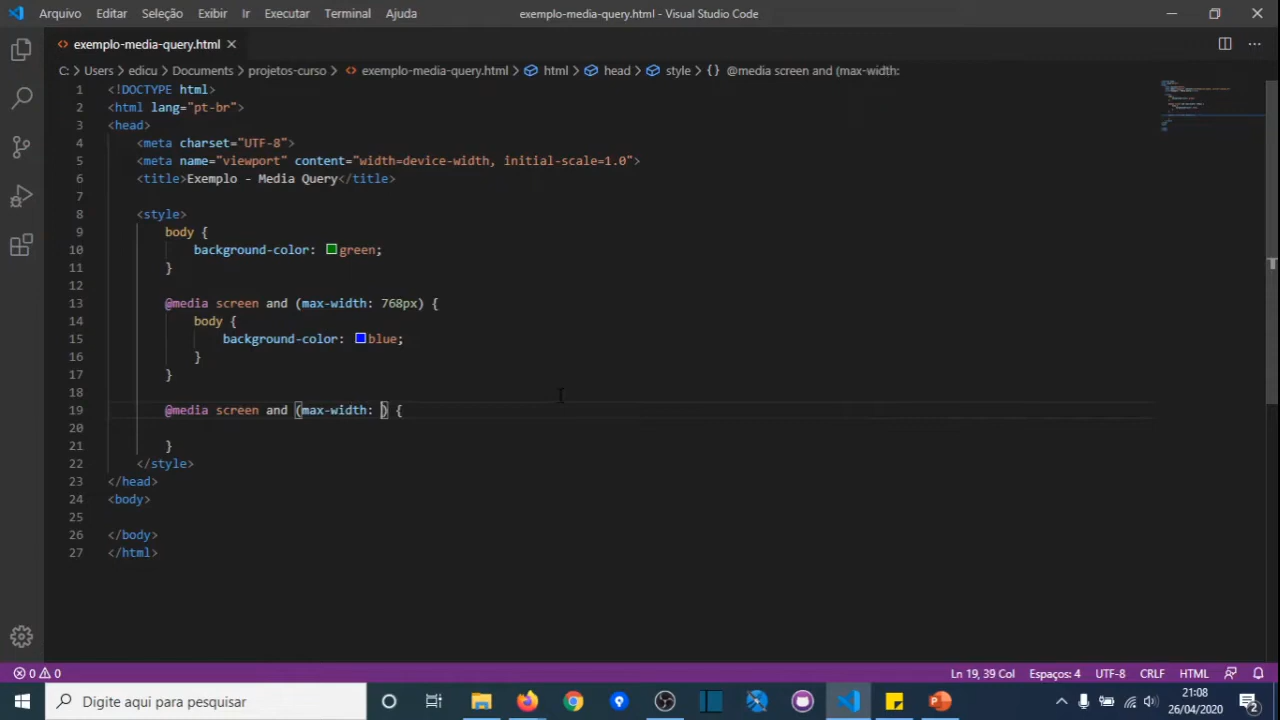 Arquivo Editar Seleção Exibir Ir Executar Terminal Ajuda exemplo-media-query.html - Visual Studio Code
exemplo-media-query.html
C: > Users > edicu > Documents > projetos-curso > exemplo-media-query.html > html > head > style > {} @media screen and (max-width:
1 <!DOCTYPE html>
2 <html lang="pt-br">
3 <head>
4 <meta charset="UTF-8">
5 <meta name="viewport" content="width=device-width, initial-scale=1.0">
6 <title>Exemplo - Media Query</title>
7
8 <style>
9 body {
10 background-color: green;
11 }
12
13 @media screen and (max-width: 768px) {
14 body {
15 background-color: blue;
16 }
17 }
18
19 @media screen and (max-width: ) {
20
21 }
22 </style>
23 </head>
24 <body>
25
26 </body>
27 </html>
0 0 Ln 19, 39 Col Espaços: 4 UTF-8 CRLF HTML
Digite aqui para pesquisar
21:08
26/04/2020
2